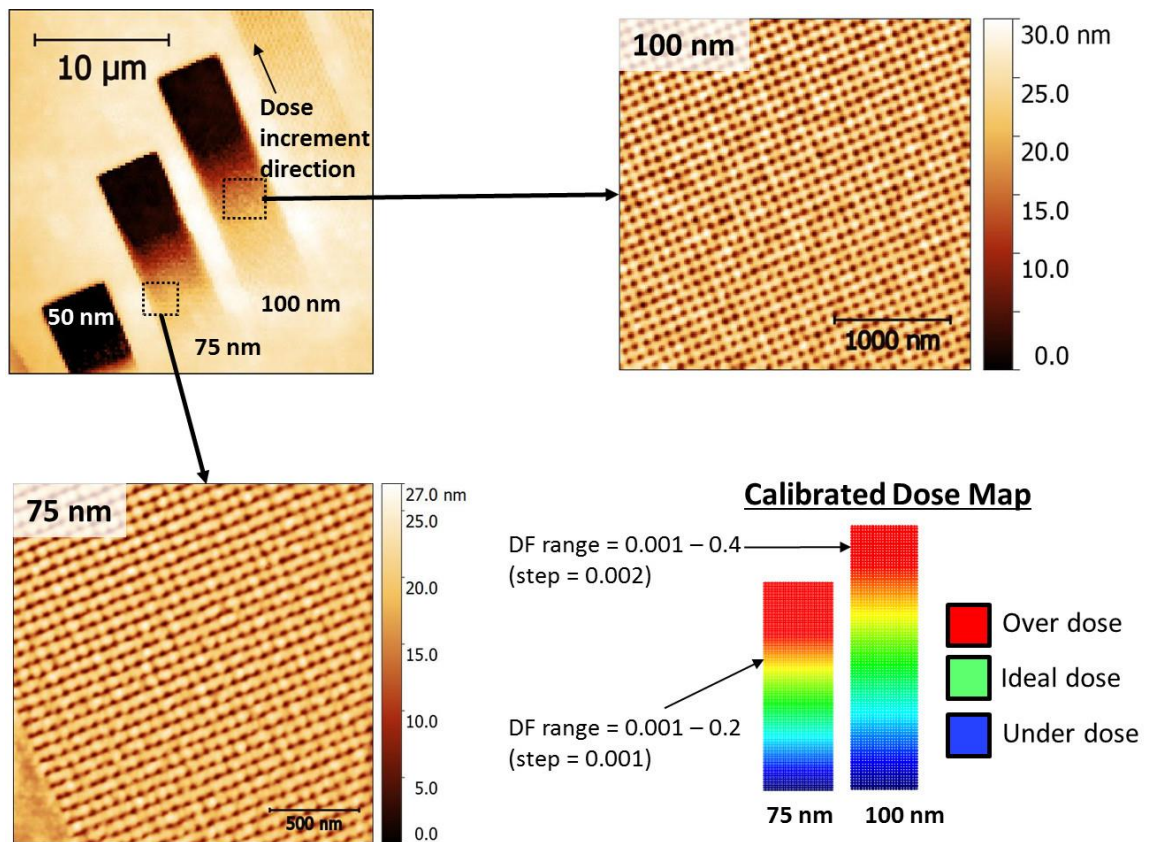 10 µm
Dose
increment
direction
50 nm
75 nm
100 nm
100 nm
1000 nm
30.0 nm
25.0
20.0
15.0
10.0
0.0
75 nm
500 nm
27.0 nm
25.0
20.0
15.0
10.0
5.0
0.0
Calibrated Dose Map
DF range = 0.001 – 0.4
(step = 0.002)
DF range = 0.001 – 0.2
(step = 0.001)
75 nm
100 nm
Over dose
Ideal dose
Under dose